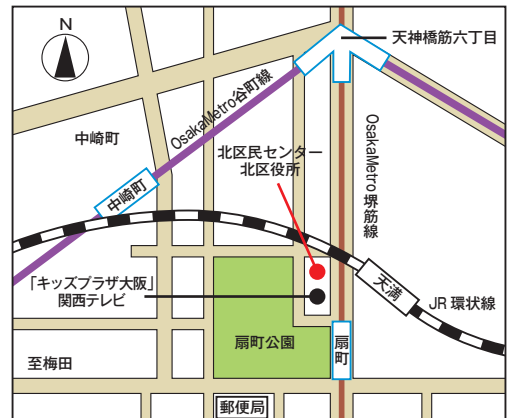 N
天神橋筋六丁目
OsakaMetro谷町線
中崎町
OsakaMetro堺筋線
北区民センター
北区役所
中崎町
「キッズプラザ大阪」
関西テレビ
天満
JR環状線
扇町公園
扇町
至梅田
郵便局